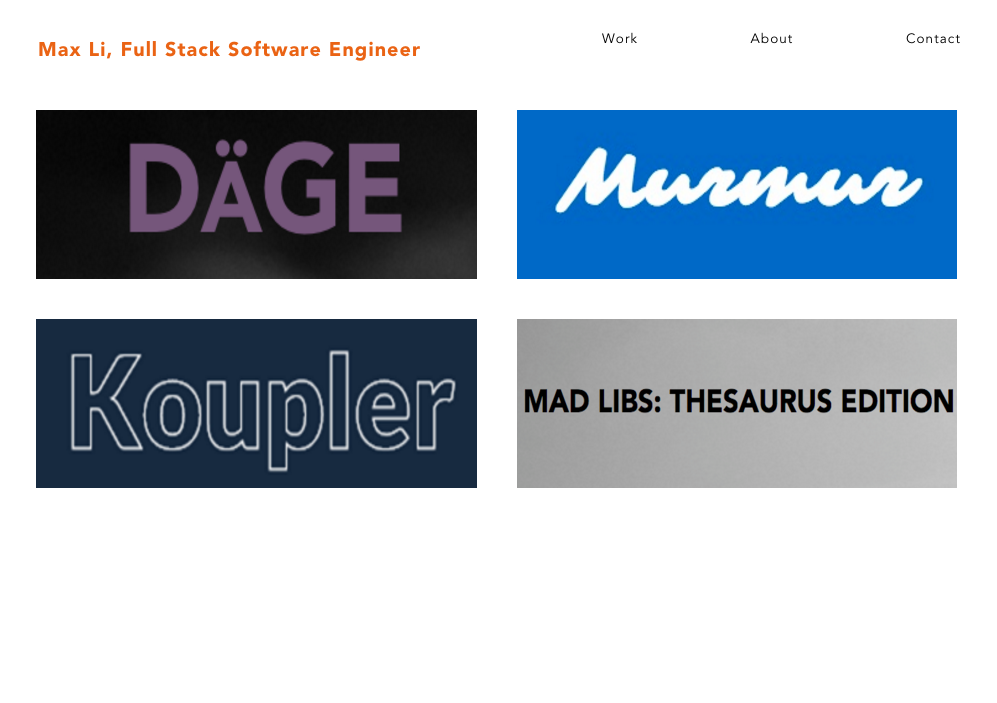 Max Li, Full Stack Software Engineer
Work
About
Contact
DÄGE
Murmur
Koupler
MAD LIBS: THESAURUS EDITION